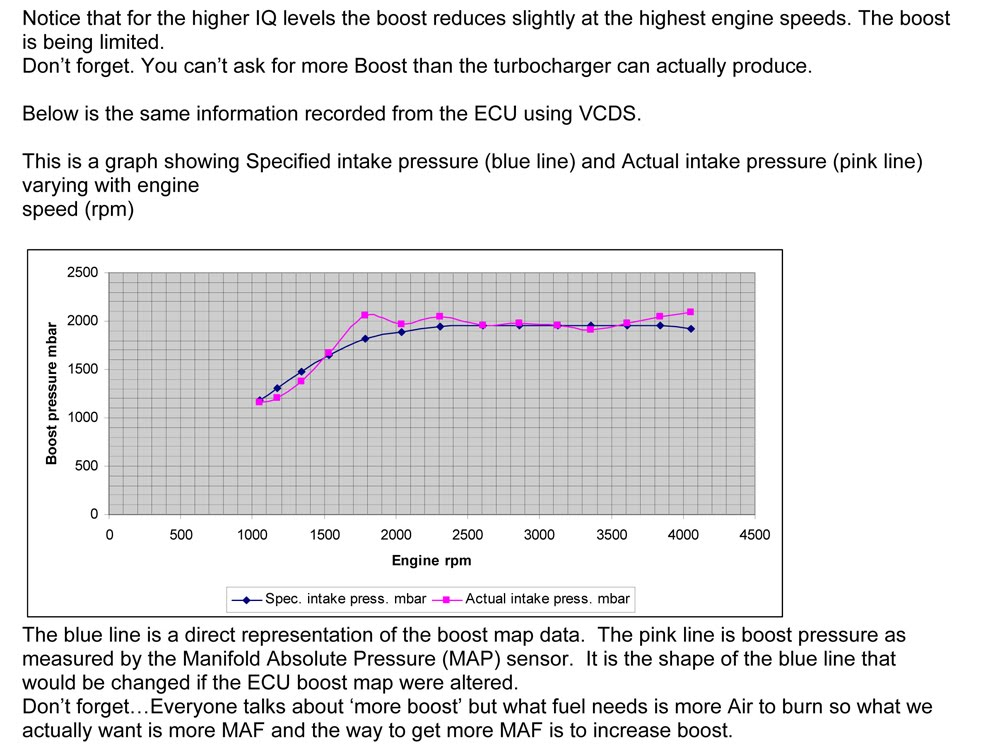 Notice that for the higher IQ levels the boost reduces slightly at the highest engine speeds. The boost
is being limited.
Don't forget. You can't ask for more Boost than the turbocharger can actually produce.
Below is the same information recorded from the ECU using VCDS.
This is a graph showing Specified intake pressure (blue line) and Actual intake pressure (pink line)
varying with engine
speed (rpm)
Boost pressure mbar
2500
2000
1500
1000
500
0
0 500 1000 1500 2000 2500 3000 3500 4000 4500
Engine rpm
Spec. intake press. mbar Actual intake press. mbar
The blue line is a direct representation of the boost map data.  The pink line is boost pressure as
measured by the Manifold Absolute Pressure (MAP) sensor.  It is the shape of the blue line that
would be changed if the ECU boost map were altered.
Don't forget…Everyone talks about ‘more boost’ but what fuel needs is more Air to burn so what we
actually want is more MAF and the way to get more MAF is to increase boost.